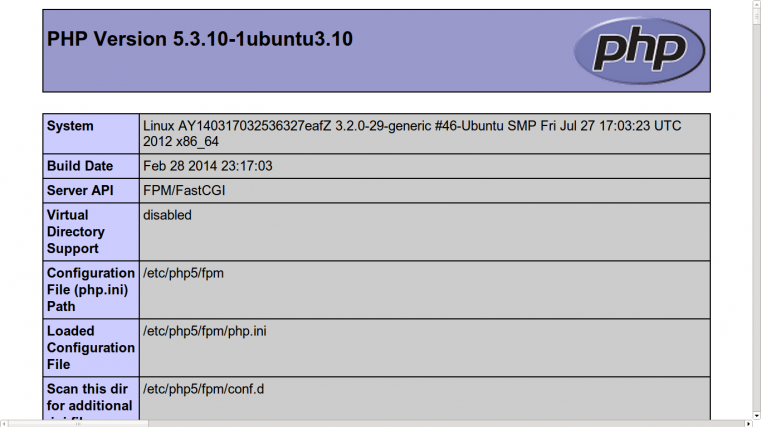 PHP Version 5.3.10-1ubuntu3.10
php
System
Linux AY140317032536327eafZ 3.2.0-29-generic #46-Ubuntu SMP Fri Jul 27 17:03:23 UTC
2012 x86_64
Build Date
Feb 28 2014 23:17:03
Server API
FPM/FastCGI
Virtual
Directory
Support
disabled
Configuration
File (php.ini)
Path
/etc/php5/fpm
Loaded
Configuration
File
/etc/php5/fpm/php.ini
Scan this dir
for additional
/etc/php5/fpm/conf.d